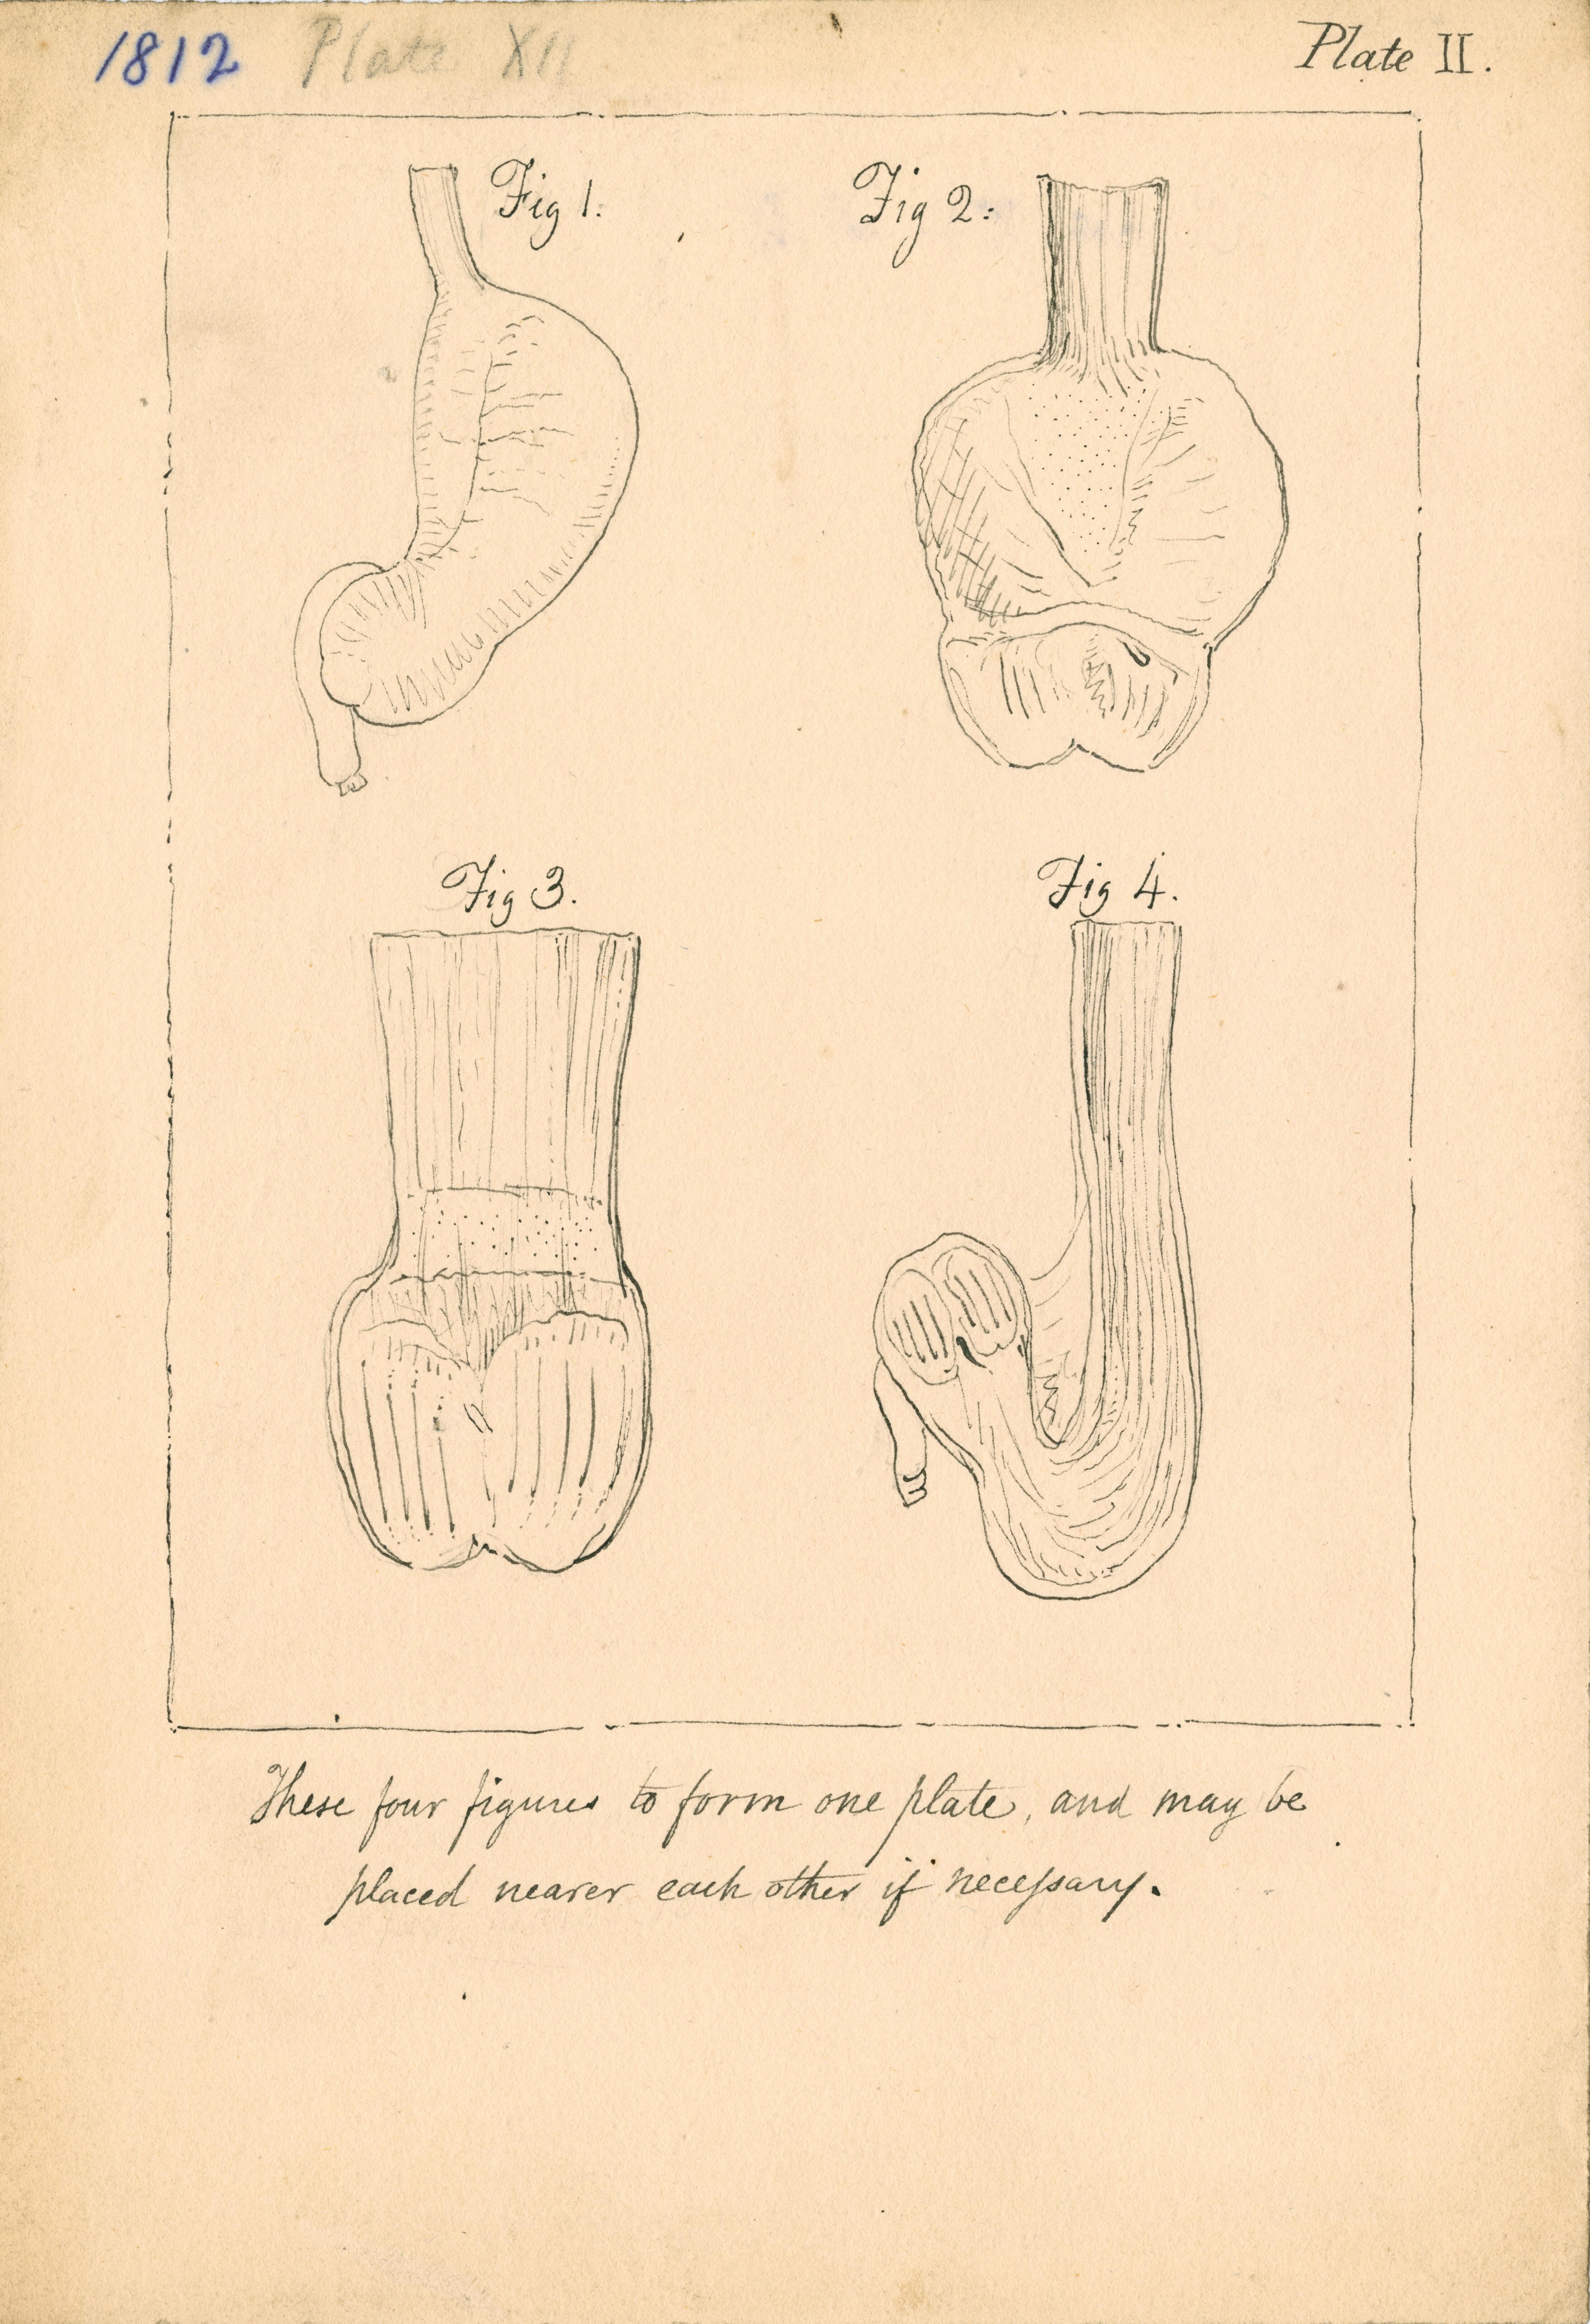 1812 Plate XII Plate II.
Fig 1. Fig 2:
Fig 3. Fig 4.
These four figures to form one plate, and may be
placed nearer each other if neceſsary.